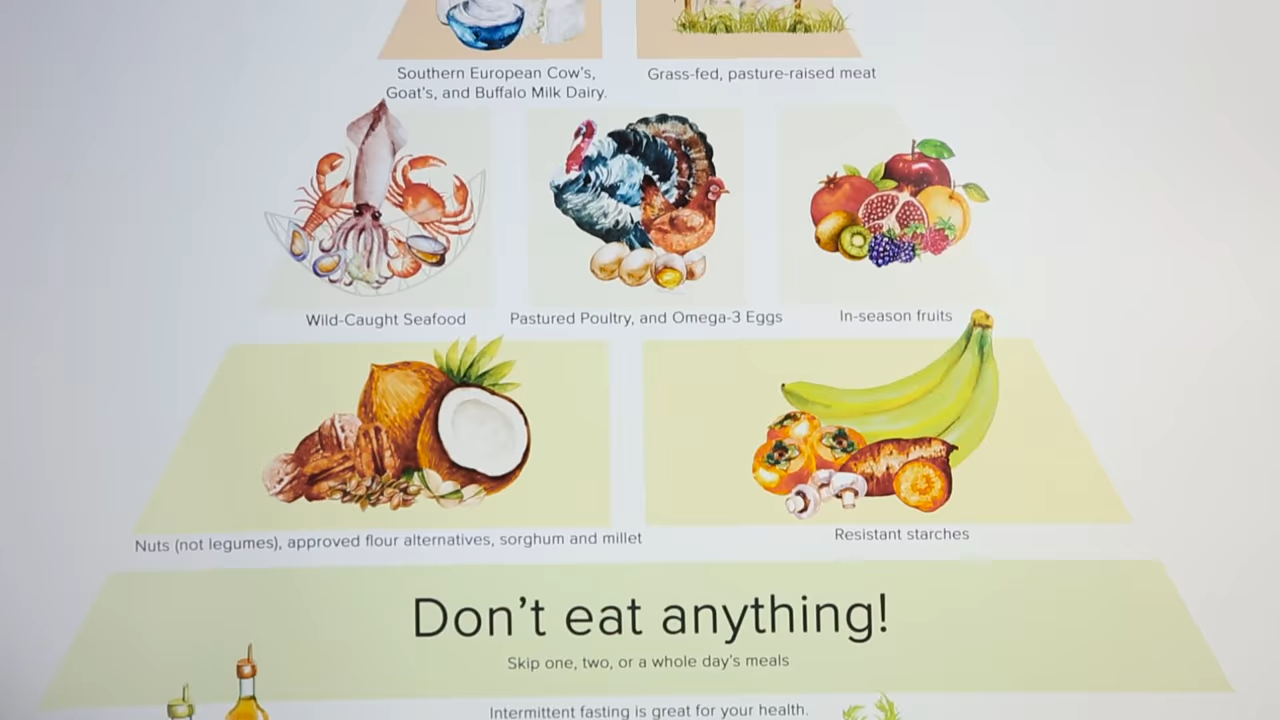 Southern European Cow's,
Goat's, and Buffalo Milk Dairy.
Grass-fed, pasture-raised meat
Wild-Caught Seafood
Pastured Poultry, and Omega-3 Eggs
In-season fruits
Nuts (not legumes), approved flour alternatives, sorghum and millet
Resistant starches
Don't eat anything!
Skip one, two, or a whole day's meals
Intermittent fasting is great for your health.